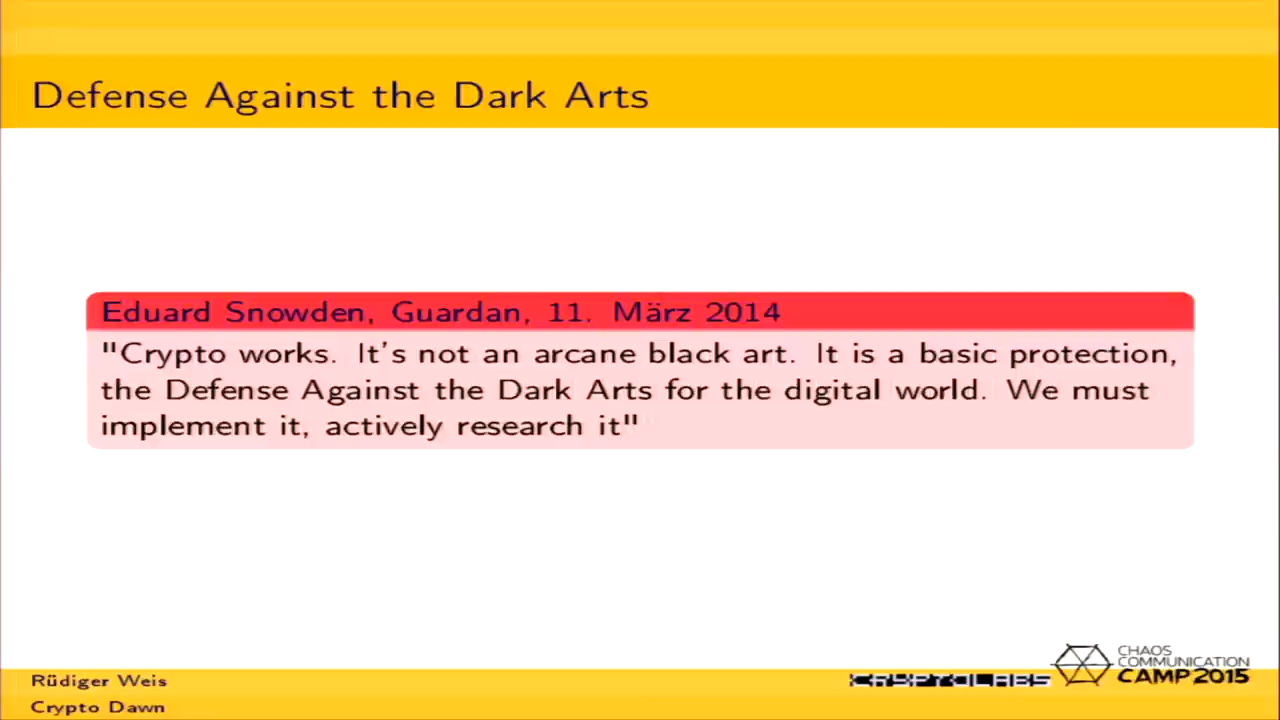 Defense Against the Dark Arts
Eduard Snowden, Guardan, 11. März 2014
"Crypto works. It's not an arcane black art. It is a basic protection,
the Defense Against the Dark Arts for the digital world. We must
implement it, actively research it"
Rüdiger Weis
Crypto Dawn
CRYPTOLABS
CHAOS
COMMUNICATION
CAMP 2015